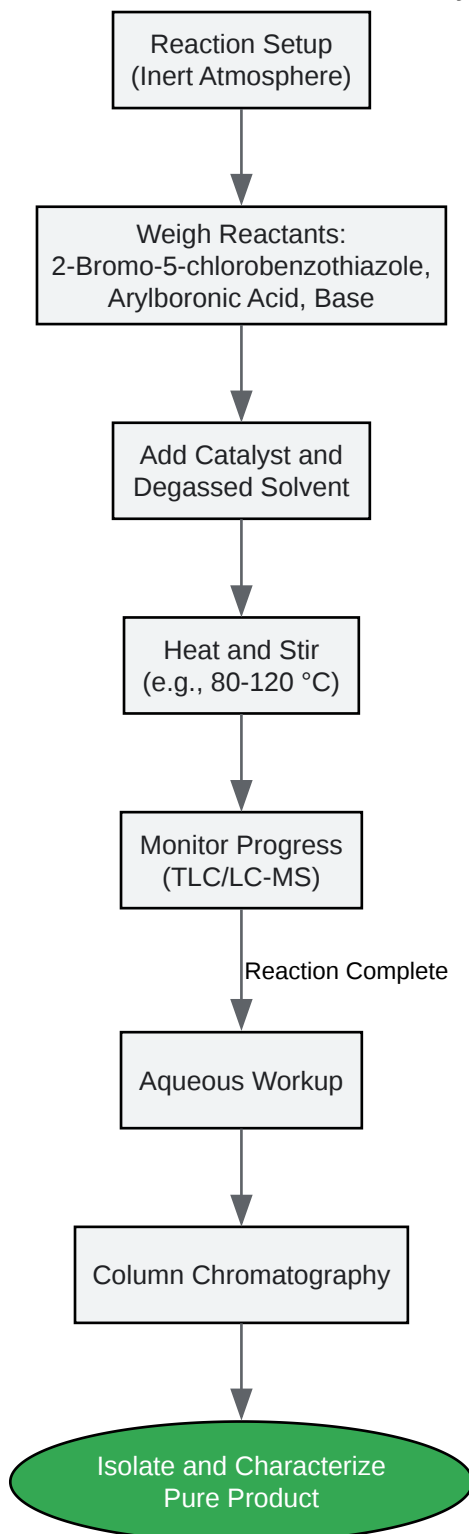 Reaction Setup
(Inert Atmosphere)
Weigh Reactants:
2-Bromo-5-chlorobenzothiazole,
Arylboronic Acid, Base
Add Catalyst and
Degassed Solvent
Heat and Stir
(e.g., 80-120 °C)
Monitor Progress
(TLC/LC-MS)
Reaction Complete
Aqueous Workup
Column Chromatography
Isolate and Characterize
Pure Product